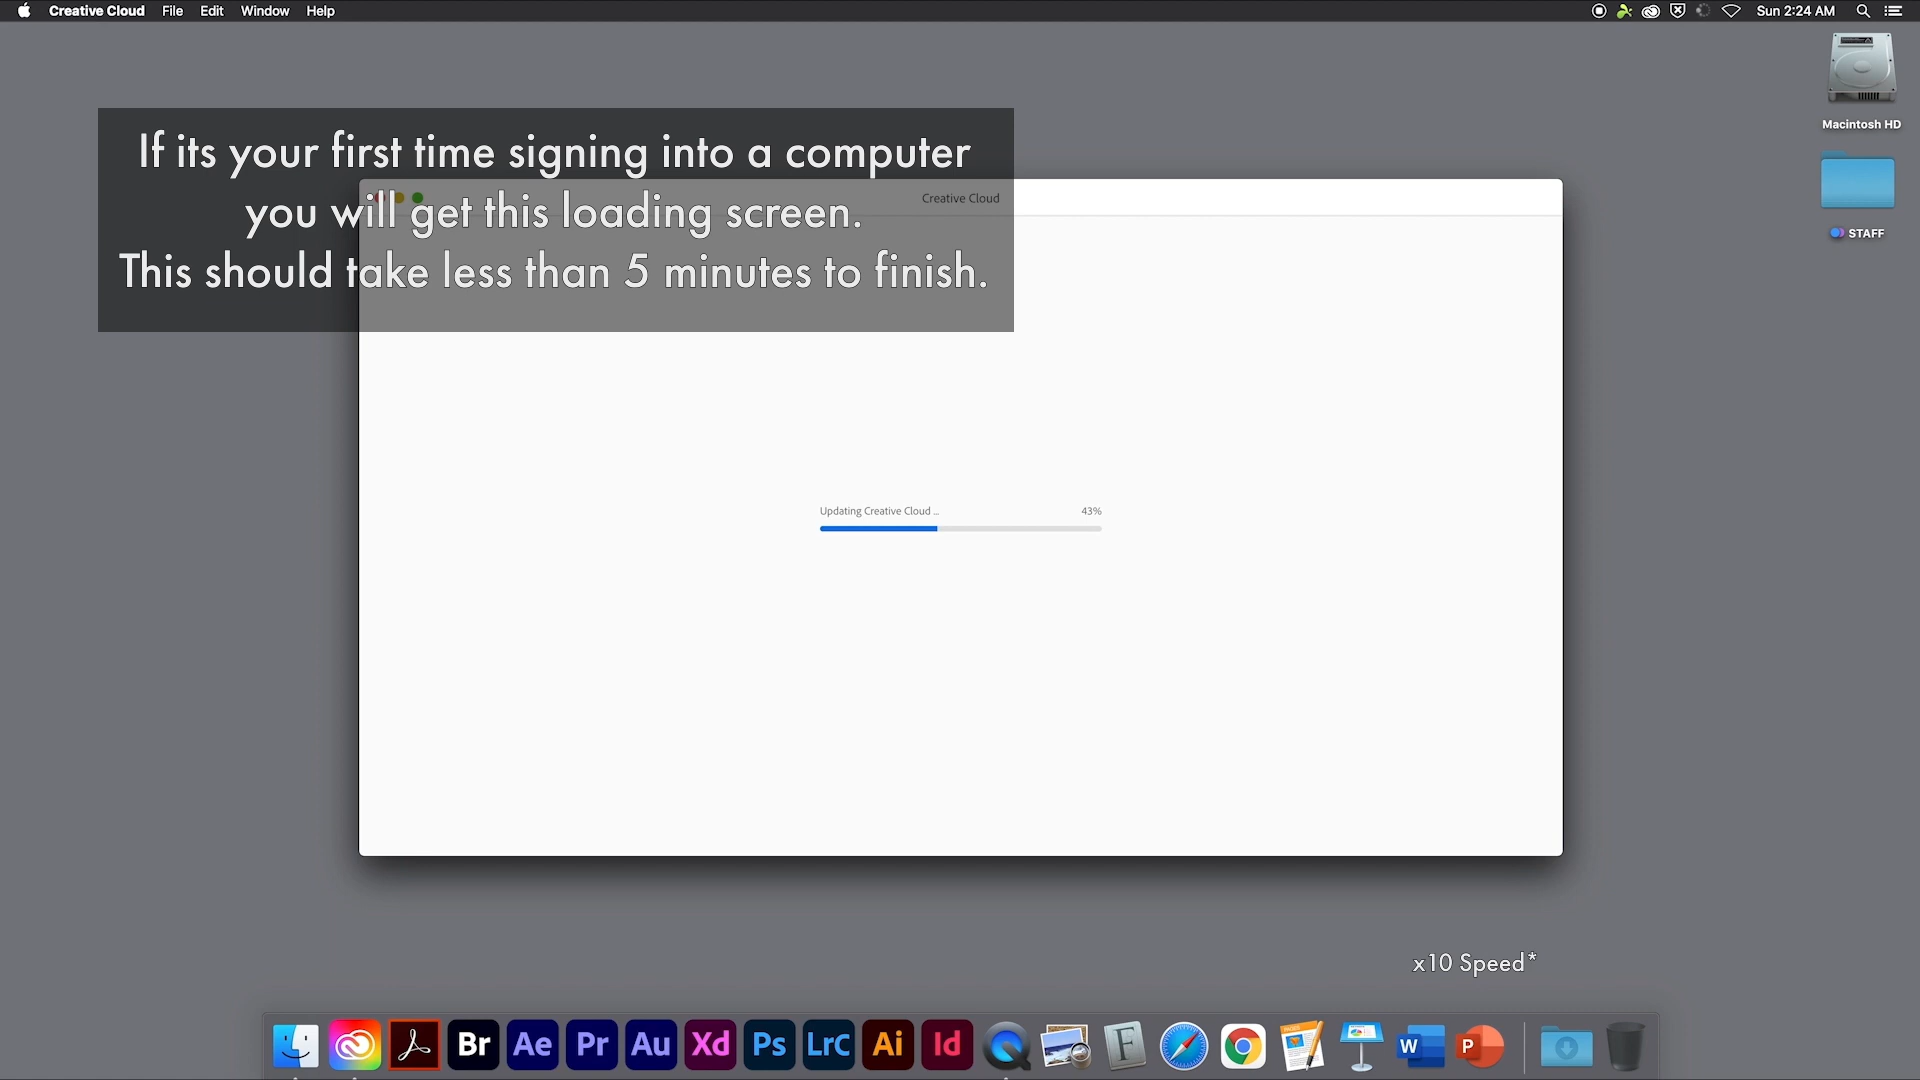 Creative Cloud File Edit Window Help
Sun 2:24 AM
Macintosh HD
STAFF
If its your first time signing into a computer
you will get this loading screen.
This should take less than 5 minutes to finish.
Creative Cloud
Updating Creative Cloud ... 43%
x10 Speed*
Br Ae Pr Au Xd Ps LrC Ai Id F PAGES W P